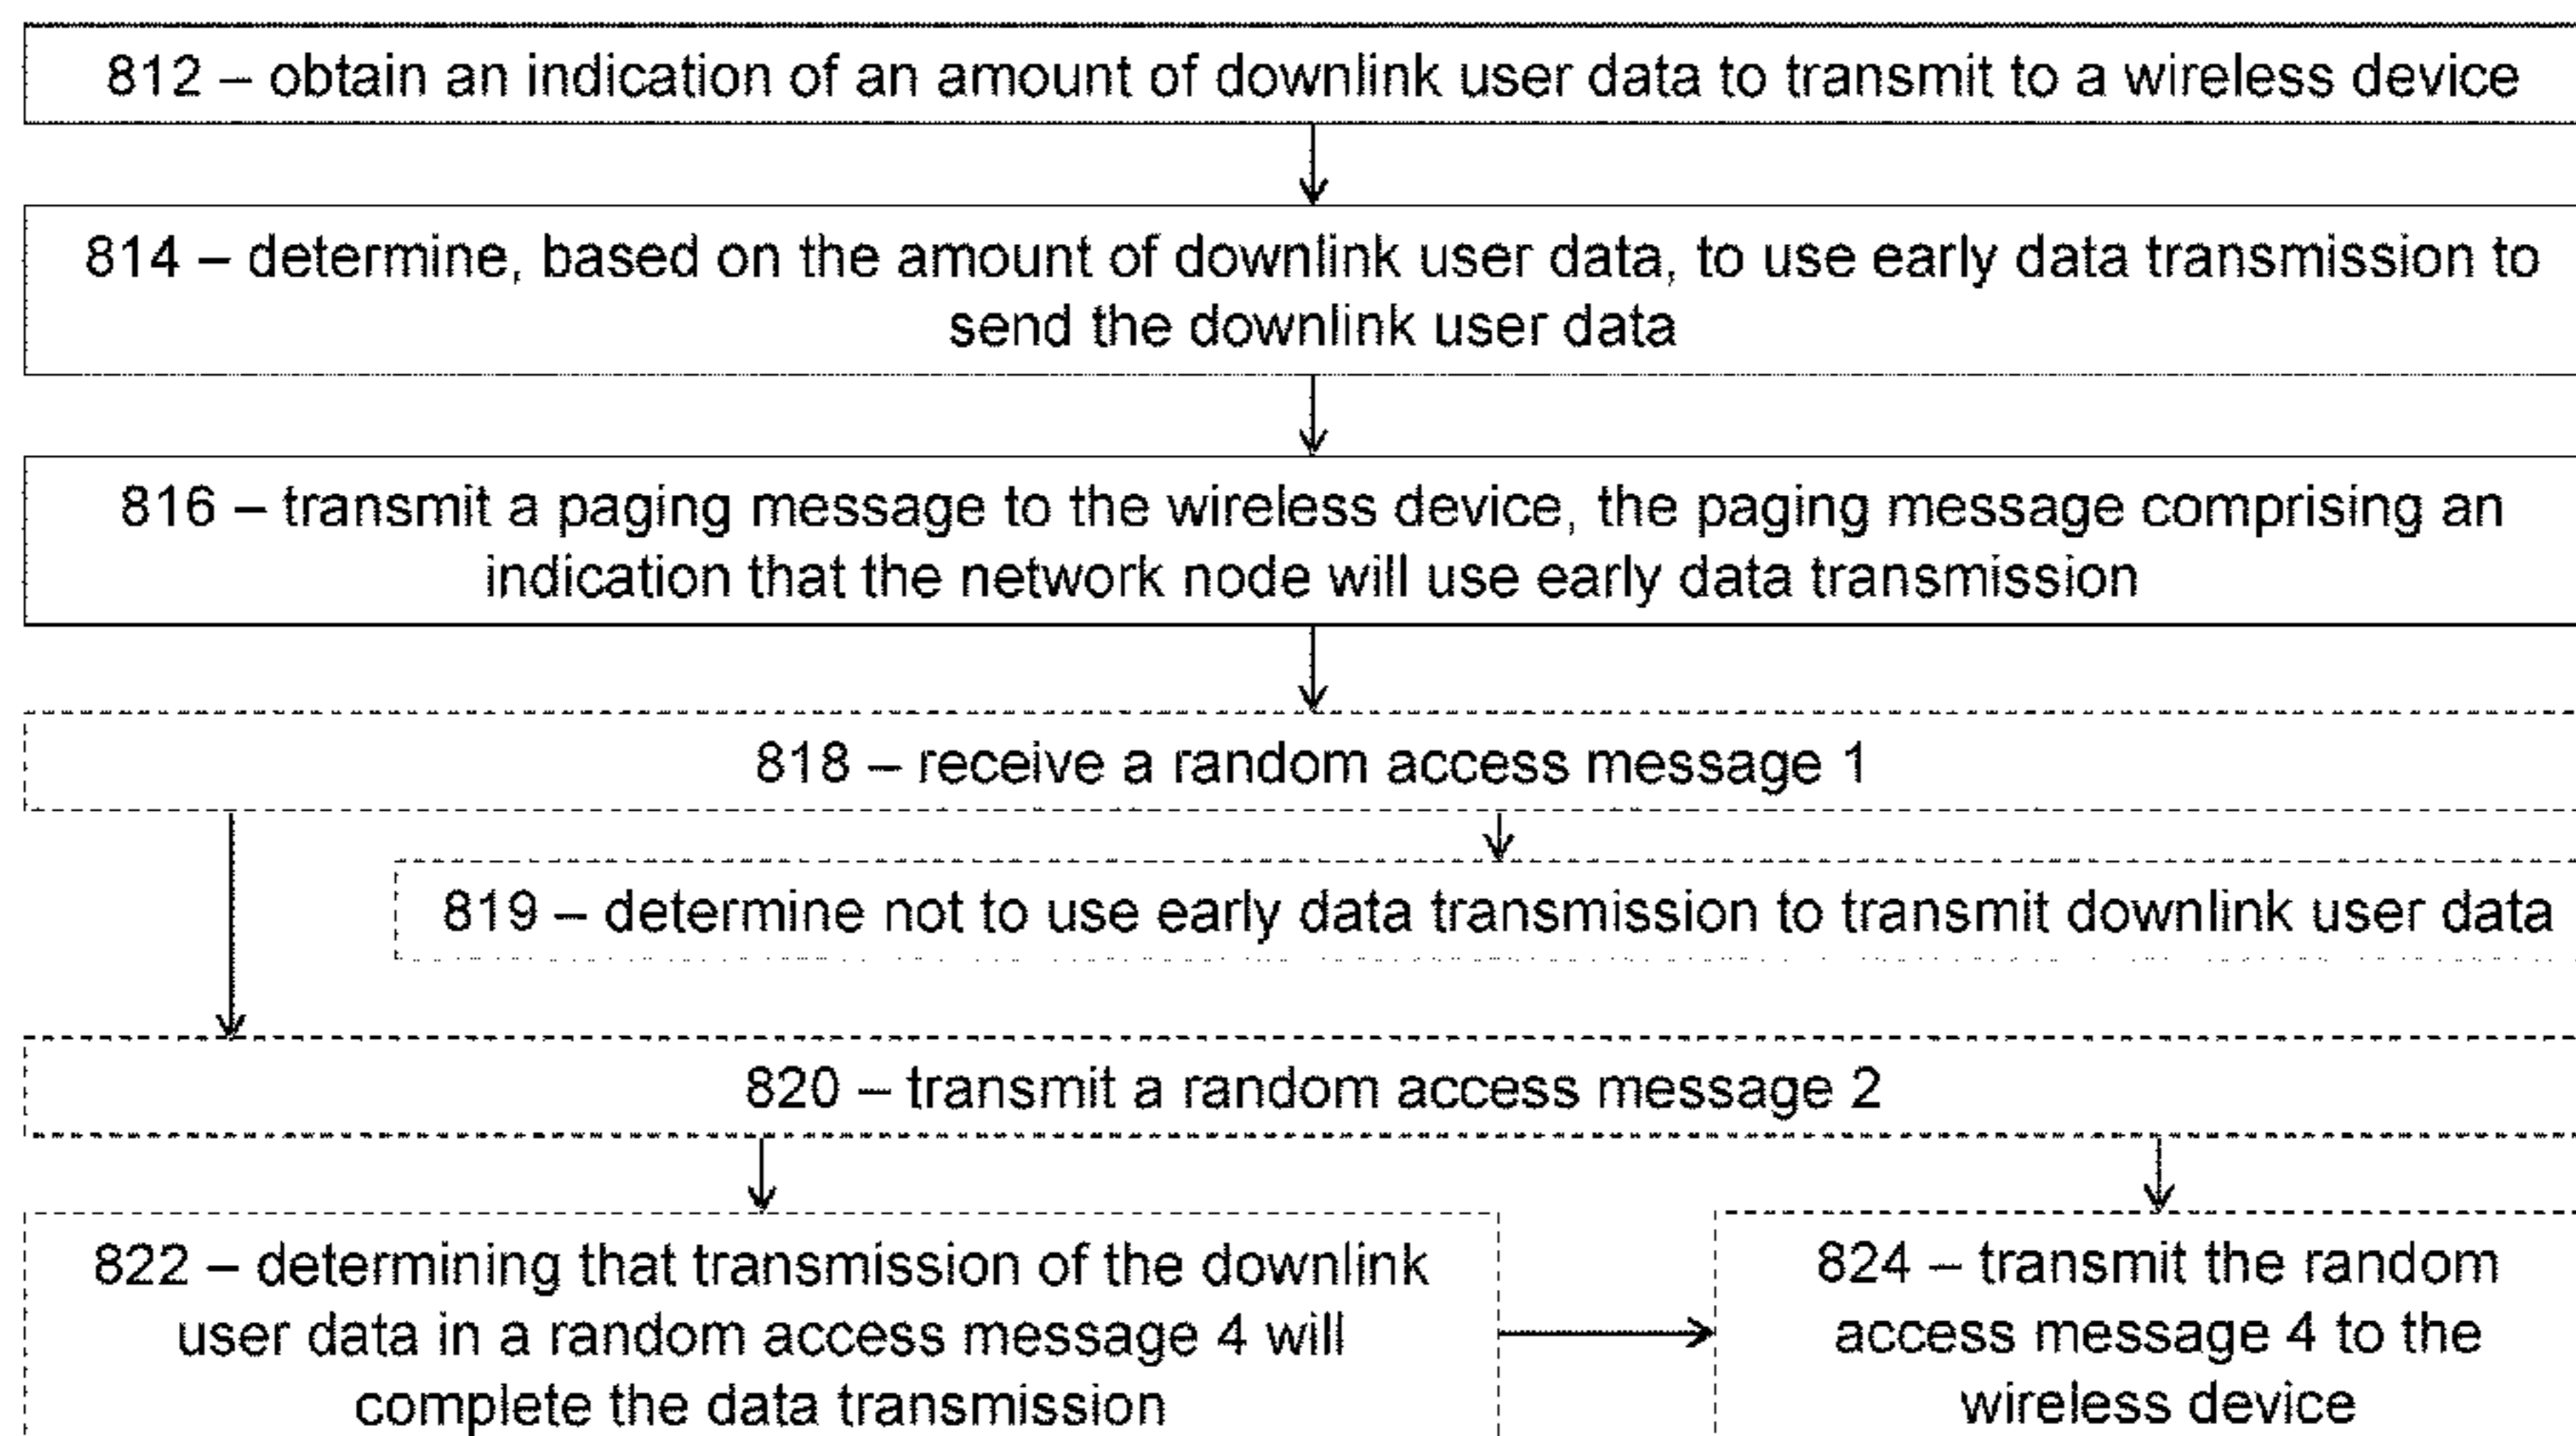 812 – obtain an indication of an amount of downlink user data to transmit to a wireless device
814 – determine, based on the amount of downlink user data, to use early data transmission to
send the downlink user data
816 – transmit a paging message to the wireless device, the paging message comprising an
indication that the network node will use early data transmission
818 – receive a random access message 1
819 – determine not to use early data transmission to transmit downlink user data
820 – transmit a random access message 2
822 – determining that transmission of the downlink
user data in a random access message 4 will
complete the data transmission
824 – transmit the random
access message 4 to the
wireless device